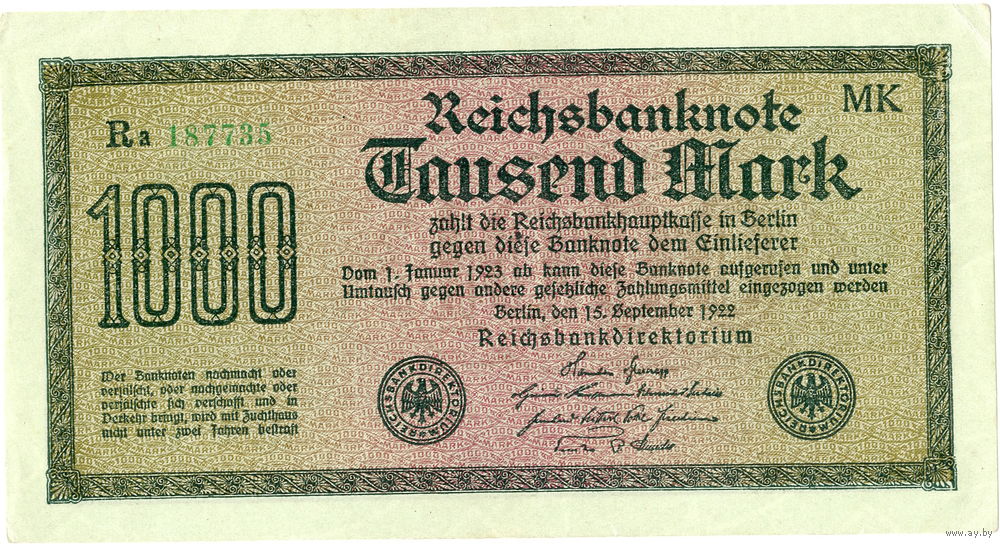 Reichsbanknote
MK
Ra 187735
Tausend Mark
1000
zahlt die Reichsbankhauptkasse in Berlin
gegen diese Banknote dem Einlieferer
Vom 1. Januar 1923 ab kann diese Banknote aufgerufen und unter
Umtausch gegen andere gesetzliche Zahlungsmittel eingezogen werden
Berlin, den 15. September 1922
Reichsbankdirektorium
Wer Banknoten nachmacht oder
verfälscht, oder nachgemachte oder
verfälschte sich verschafft und in
Verkehr bringt, wird mit Zuchthaus
nicht unter zwei Jahren bestraft
REICHSBANKDIREKTORIUM
REICHSBANKDIREKTORIUM
www.ay.by